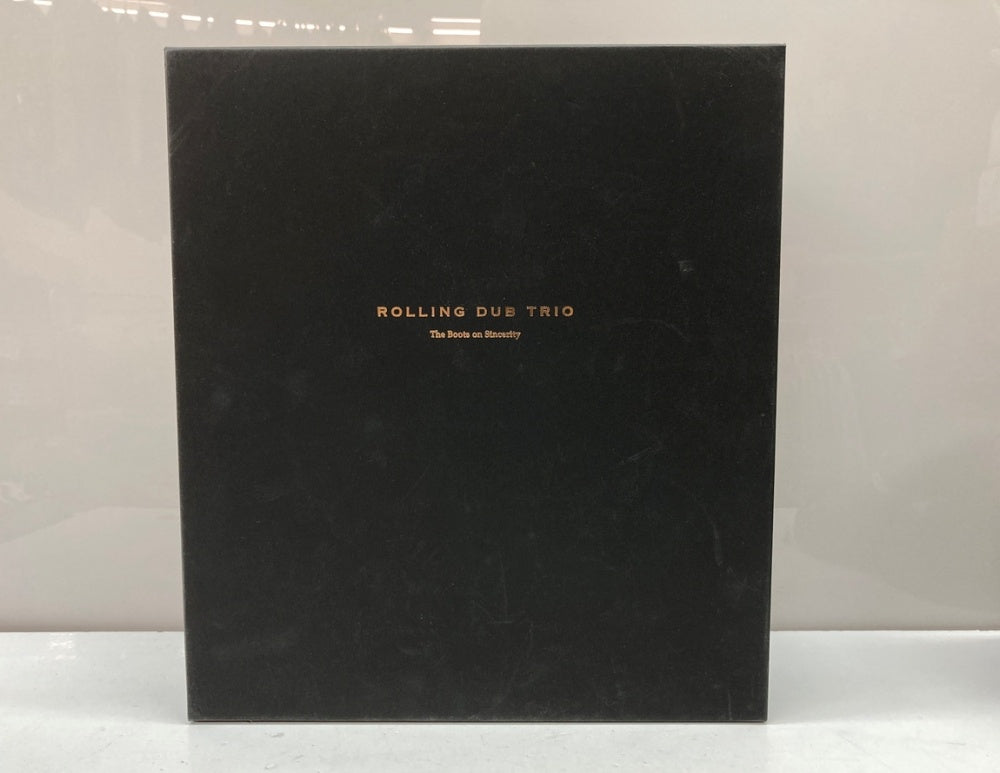 ROLLING DUB TRIO
The Boots on Sincerity